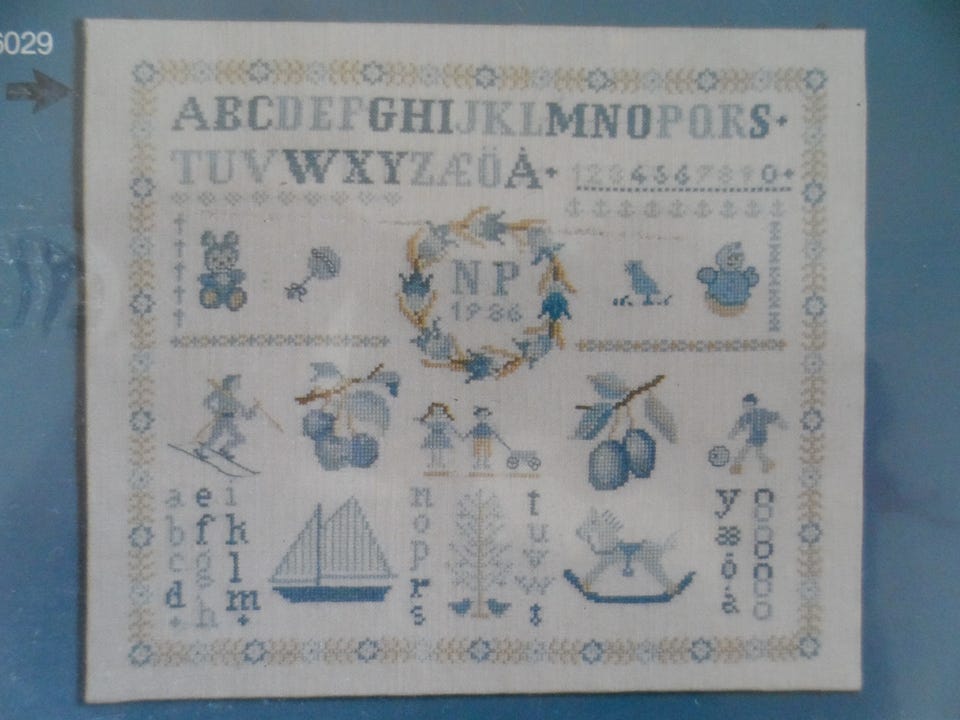 6029
ABCDEFGHIJKLMNOPQRS
TUVWXYZÆÖÅ
1234567890
NP
1986
a e i
b f k
c g l
d h m
n
o
p
r
s
t
u
v
w
y
æ
ö
å